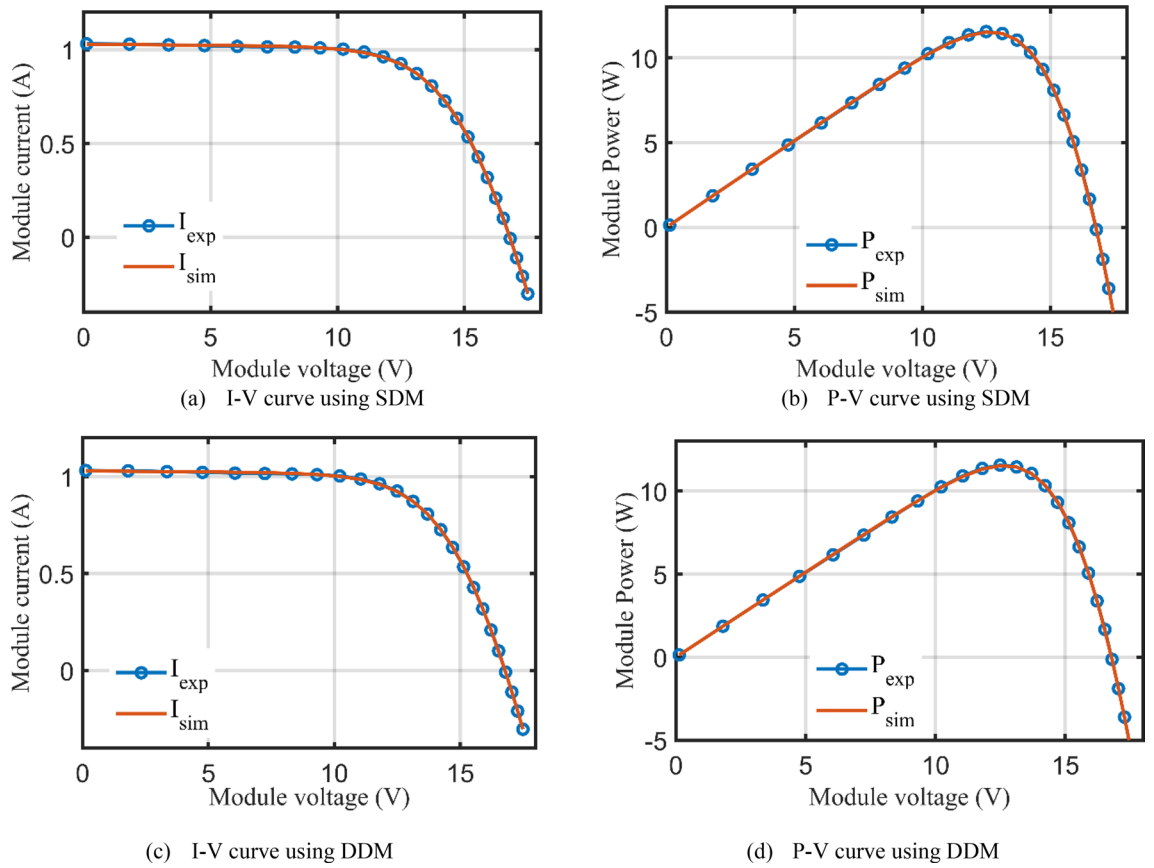 Module current (A)
1
0.5
0
I_exp
I_sim
0 5 10 15
Module voltage (V)
(a) I-V curve using SDM
Module Power (W)
10
5
0
-5
P_exp
P_sim
0 5 10 15
Module voltage (V)
(b) P-V curve using SDM
Module current (A)
1
0.5
0
I_exp
I_sim
0 5 10 15
Module voltage (V)
(c) I-V curve using DDM
Module Power (W)
10
5
0
-5
P_exp
P_sim
0 5 10 15
Module voltage (V)
(d) P-V curve using DDM